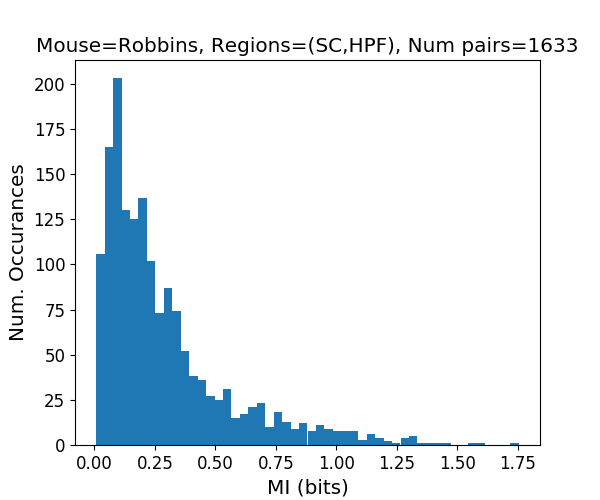 Mouse=Robbins, Regions=(SC,HPF), Num pairs=1633
200
175
150
125
100
75
50
25
0
Num. Occurances
0.00 0.25 0.50 0.75 1.00 1.25 1.50 1.75
MI (bits)